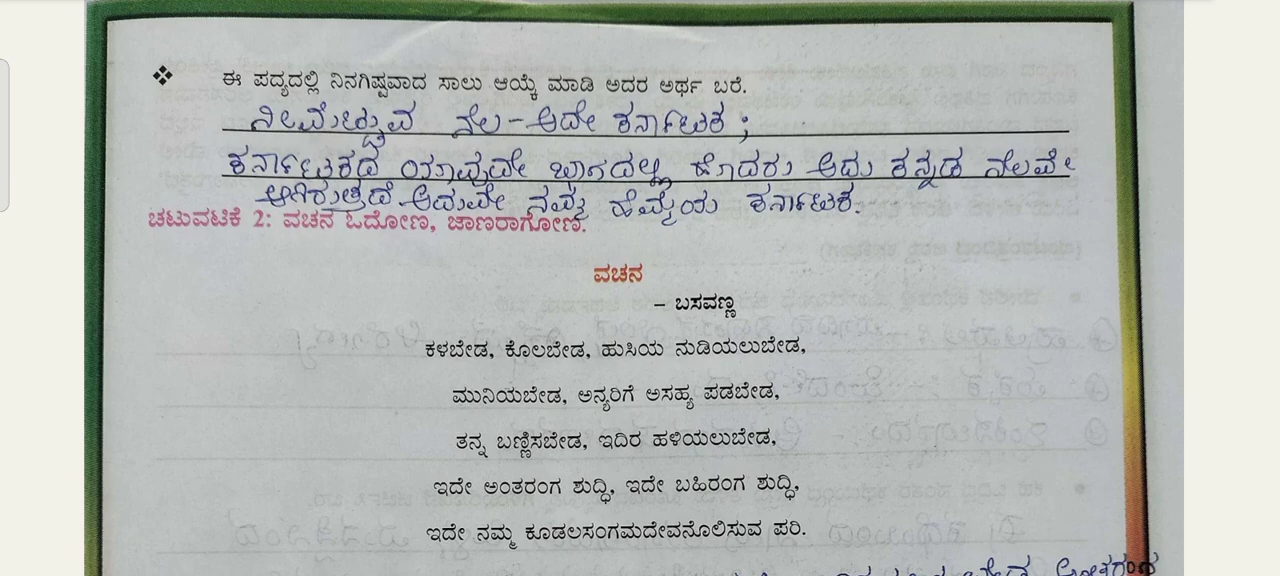 ❖ ಈ ಪದ್ಯದಲ್ಲಿ ನಿನಗಿಷ್ಟವಾದ ಸಾಲು ಆಯ್ಕೆ ಮಾಡಿ ಅದರ ಅರ್ಥ ಬರೆ.
ನೀಮೆಟ್ಟುವ ನೆಲ - ಅದೇ ಕರ್ನಾಟಕ ;
ಕರ್ನಾಟಕದ ಯಾವುದೇ ಭಾಗದಲ್ಲಿ ಹೋದರು ಅದು ಕನ್ನಡ ನೆಲವೇ
ಆಗಿರುತ್ತದೆ ಅದುವೇ ನಮ್ಮ ಹೆಮ್ಮೆಯ ಕರ್ನಾಟಕ.
ಚಟುವಟಿಕೆ 2: ವಚನ ಓದೋಣ, ಜಾಣರಾಗೋಣ.
ವಚನ
– ಬಸವಣ್ಣ
ಕಳಬೇಡ, ಕೊಲಬೇಡ, ಹುಸಿಯ ನುಡಿಯಲುಬೇಡ,
ಮುನಿಯಬೇಡ, ಅನ್ಯರಿಗೆ ಅಸಹ್ಯ ಪಡಬೇಡ,
ತನ್ನ ಬಣ್ಣಿಸಬೇಡ, ಇದಿರ ಹಳಿಯಲುಬೇಡ,
ಇದೇ ಅಂತರಂಗ ಶುದ್ಧಿ, ಇದೇ ಬಹಿರಂಗ ಶುದ್ಧಿ,
ಇದೇ ನಮ್ಮ ಕೂಡಲಸಂಗಮದೇವನೊಲಿಸುವ ಪರಿ.